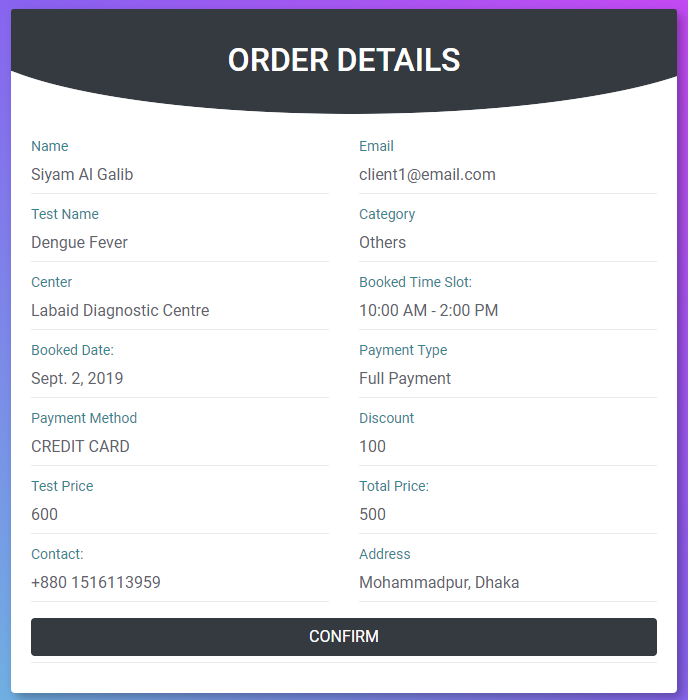 ORDER DETAILS
Name
Siyam Al Galib
Email
client1@email.com
Test Name
Dengue Fever
Category
Others
Center
Labaid Diagnostic Centre
Booked Time Slot:
10:00 AM - 2:00 PM
Booked Date:
Sept. 2, 2019
Payment Type
Full Payment
Payment Method
CREDIT CARD
Discount
100
Test Price
600
Total Price:
500
Contact:
+880 1516113959
Address
Mohammadpur, Dhaka
CONFIRM